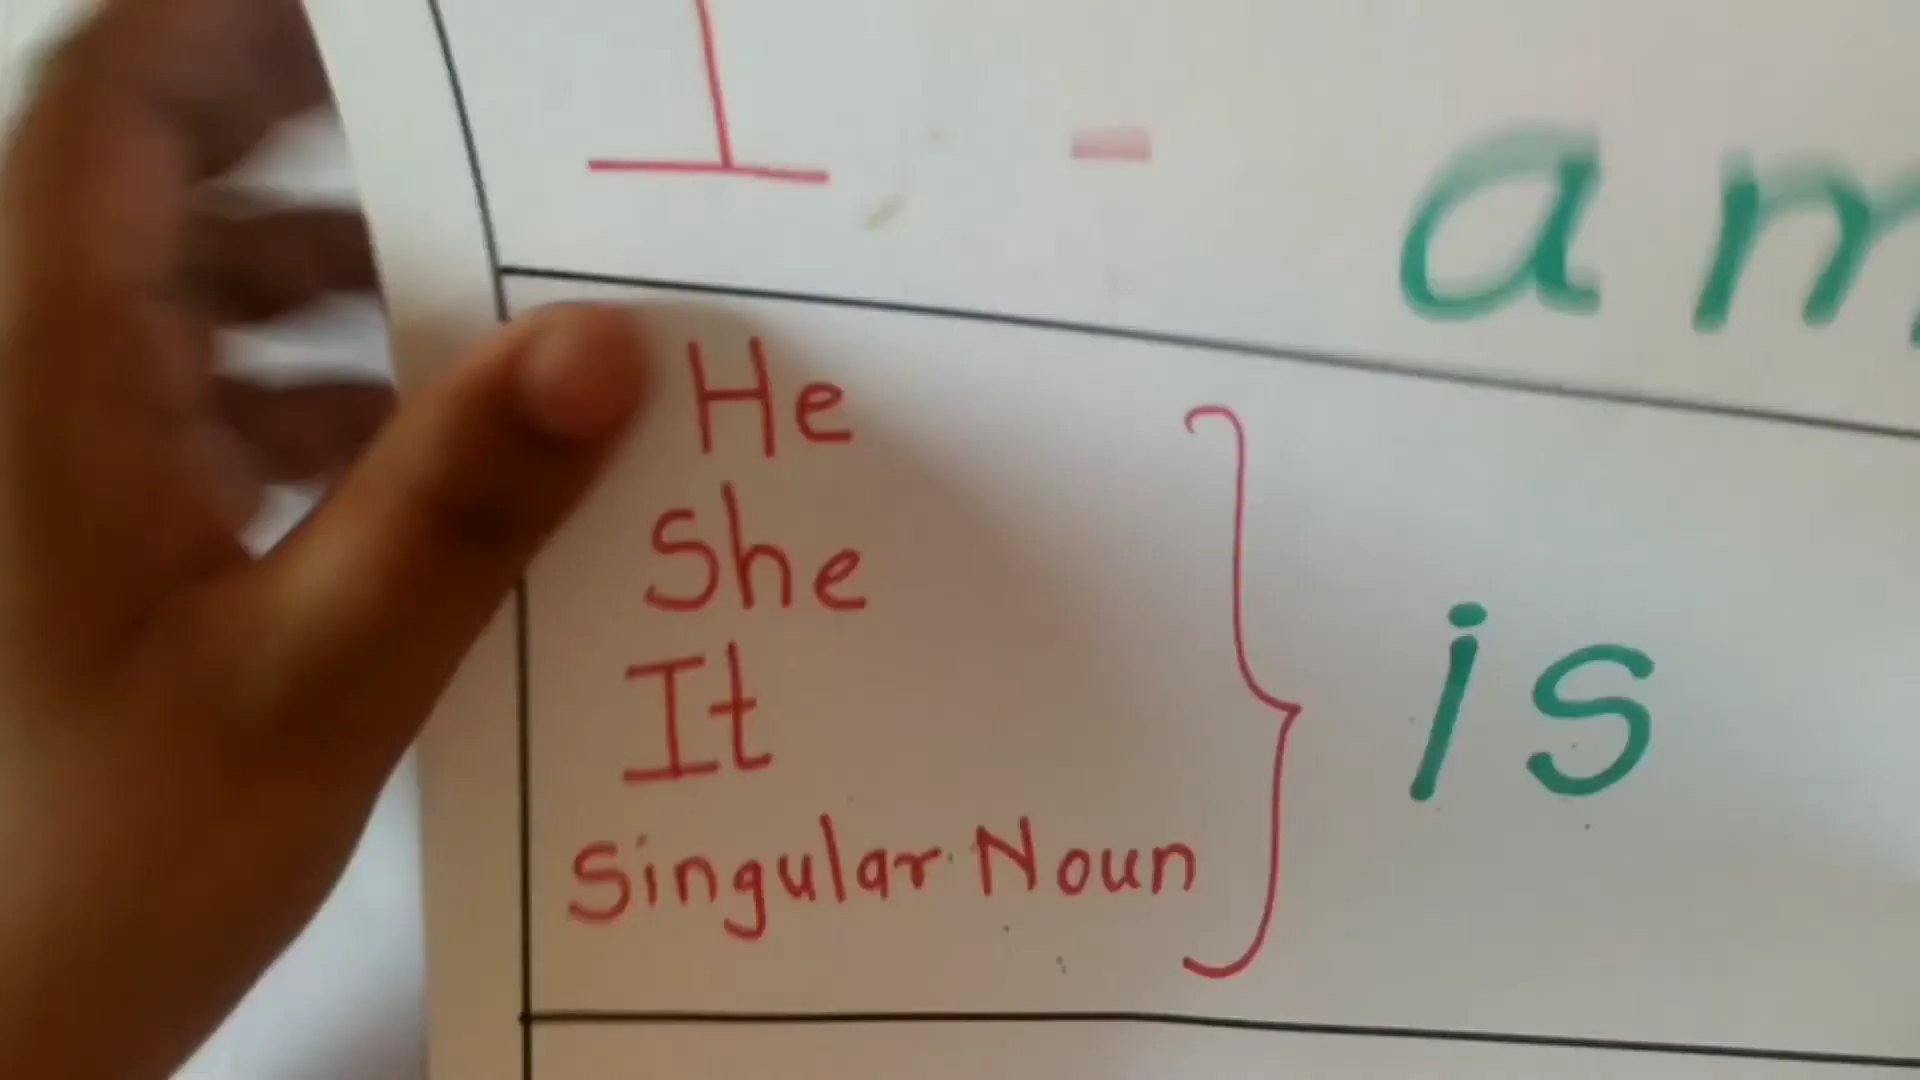 I - am
He
She
It
Singular Noun
is